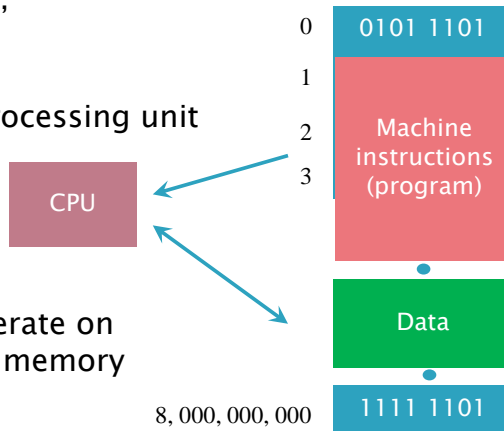 ,
0 0101 1101
1
rocessing unit
2 Machine
instructions
3 (program)
CPU
erate on
memory
Data
8, 000, 000, 000 1111 1101